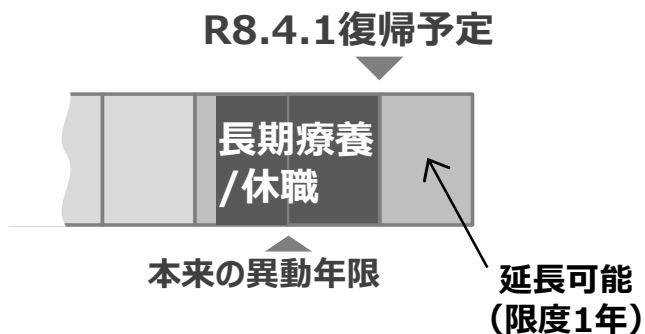 R8.4.1復帰予定
長期療養
/休職
本来の異動年限
延長可能
（限度1年）